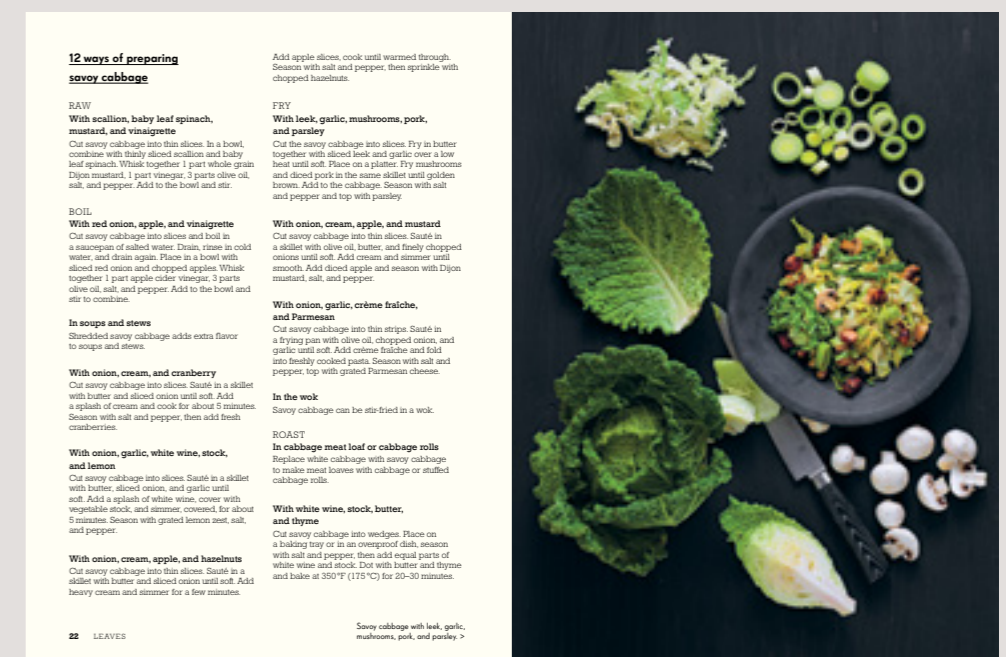 12 ways of preparing
savoy cabbage
RAW
With scallion, baby leaf spinach,
mustard, and vinaigrette
Cut savoy cabbage into thin slices. In a bowl,
combine with thinly sliced scallion and baby
leaf spinach. Whisk together 1 part whole grain
Dijon mustard, 1 part vinegar, 3 parts olive oil,
salt, and pepper. Add to the bowl and stir.
BOIL
With red onion, apple, and vinaigrette
Cut savoy cabbage into slices and boil in
a saucepan of salted water. Drain, rinse in cold
water, and drain again. Place in a bowl with
sliced red onion and chopped apples. Whisk
together 1 part apple cider vinegar, 3 parts
olive oil, salt, and pepper. Add to the bowl and
stir to combine.
In soups and stews
Shredded savoy cabbage adds extra flavor
to soups and stews.
With onion, cream, and cranberry
Cut savoy cabbage into slices. Sauté in a skillet
with butter and sliced onion until soft. Add
a splash of cream and cook for about 5 minutes.
Season with salt and pepper, then add fresh
cranberries.
With onion, garlic, white wine, stock,
and lemon
Cut savoy cabbage into slices. Sauté in a skillet
with butter, sliced onion, and garlic until
soft. Add a splash of white wine, cover with
vegetable stock, and simmer, covered, for about
5 minutes. Season with grated lemon zest, salt,
and pepper.
With onion, cream, apple, and hazelnuts
Cut savoy cabbage into thin slices. Sauté in a
skillet with butter and sliced onion until soft. Add
heavy cream and simmer for a few minutes.
Add apple slices, cook until warmed through.
Season with salt and pepper, then sprinkle with
chopped hazelnuts.
FRY
With leek, garlic, mushrooms, pork,
and parsley
Cut the savoy cabbage into slices. Fry in butter
together with sliced leek and garlic over a low
heat until soft. Place on a platter. Fry mushrooms
and diced pork in the same skillet until golden
brown. Add to the cabbage. Season with salt
and pepper and top with parsley.
With onion, cream, apple, and mustard
Cut savoy cabbage into thin slices. Sauté in
a skillet with olive oil, butter, and finely chopped
onions until soft. Add cream and simmer until
smooth. Add diced apple and season with Dijon
mustard, salt, and pepper.
With onion, garlic, crème fraîche,
and Parmesan
Cut savoy cabbage into thin strips. Sauté in
a frying pan with olive oil, chopped onion, and
garlic until soft. Add crème fraîche and fold
into freshly cooked pasta. Season with salt and
pepper, top with grated Parmesan cheese.
In the wok
Savoy cabbage can be stir-fried in a wok.
ROAST
In cabbage meat loaf or cabbage rolls
Replace white cabbage with savoy cabbage
to make meat loaves with cabbage or stuffed
cabbage rolls.
With white wine, stock, butter,
and thyme
Cut savoy cabbage into wedges. Place on
a baking tray or in an ovenproof dish, season
with salt and pepper, then add equal parts of
white wine and stock. Dot with butter and thyme
and bake at 350 °F (175 °C) for 20–30 minutes.
Savoy cabbage with leek, garlic,
mushrooms, pork, and parsley. >
22 LEAVES